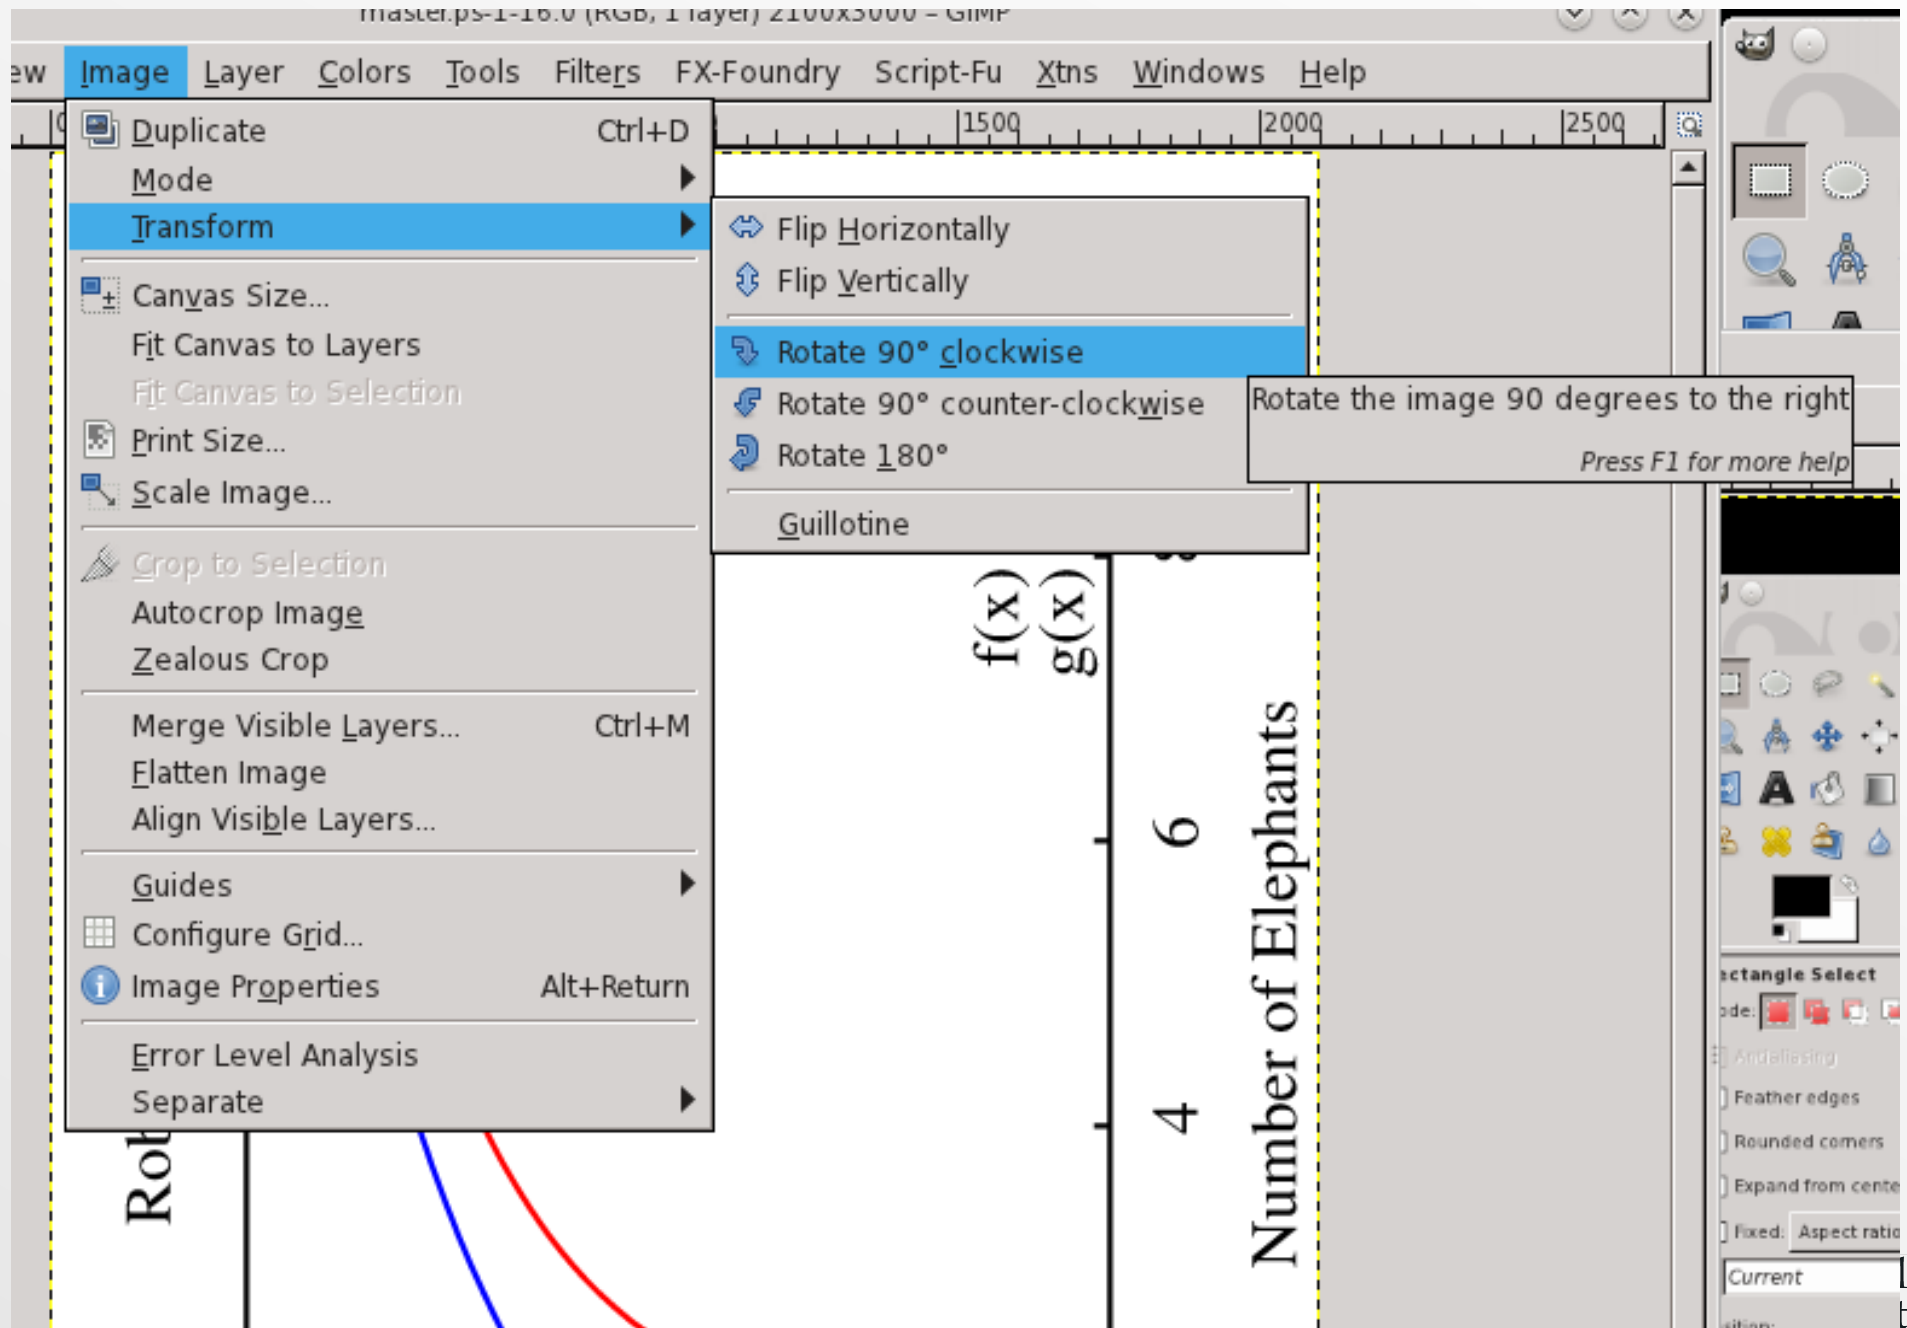 master.ps-1-16.0 (RGB, 1 layer) 2100x3000 – GIMP
ew Image Layer Colors Tools Filters FX-Foundry Script-Fu Xtns Windows Help
1500 2000 2500
Duplicate Ctrl+D
Mode
Transform
Canvas Size...
Fit Canvas to Layers
Fit Canvas to Selection
Print Size...
Scale Image...
Crop to Selection
Autocrop Image
Zealous Crop
Merge Visible Layers... Ctrl+M
Flatten Image
Align Visible Layers...
Guides
Configure Grid...
Image Properties Alt+Return
Error Level Analysis
Separate
Flip Horizontally
Flip Vertically
Rotate 90° clockwise
Rotate 90° counter-clockwise
Rotate 180°
Guillotine
Rotate the image 90 degrees to the right
Press F1 for more help
f(x)
g(x)
6
4
Number of Elephants
Rob
ectangle Select
ode:
Antialiasing
Feather edges
Rounded corners
Expand from cente
Fixed: Aspect ratio
Current